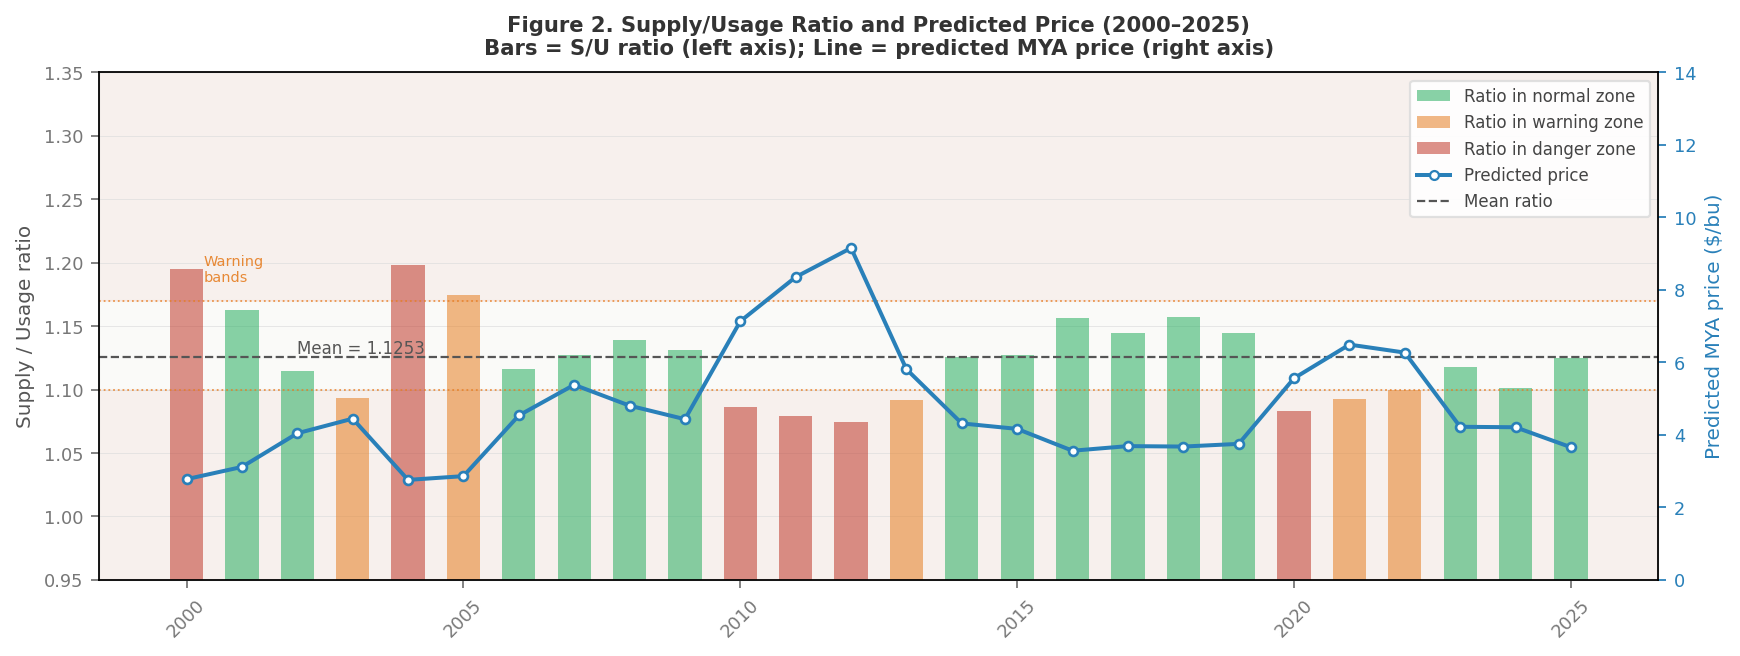 Figure 2. Supply/Usage Ratio and Predicted Price (2000–2025)
Bars = S/U ratio (left axis); Line = predicted MYA price (right axis)
Supply / Usage ratio
1.35
1.30
1.25
1.20
1.15
1.10
1.05
1.00
0.95
Warning
bands
Mean = 1.1253
Ratio in normal zone
Ratio in warning zone
Ratio in danger zone
Predicted price
Mean ratio
14
12
10
8
6
4
2
0
Predicted MYA price ($/bu)
2000
2005
2010
2015
2020
2025